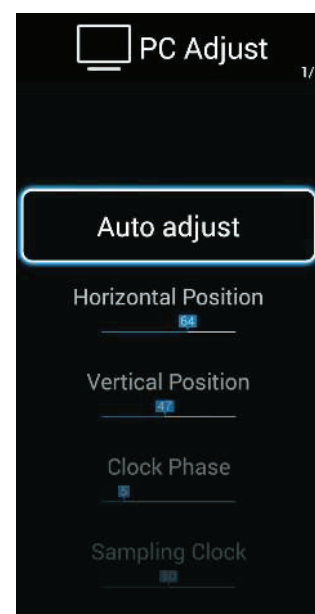 PC Adjust
1/
Auto adjust
Horizontal Position
64
Vertical Position
47
Clock Phase
5
Sampling Clock